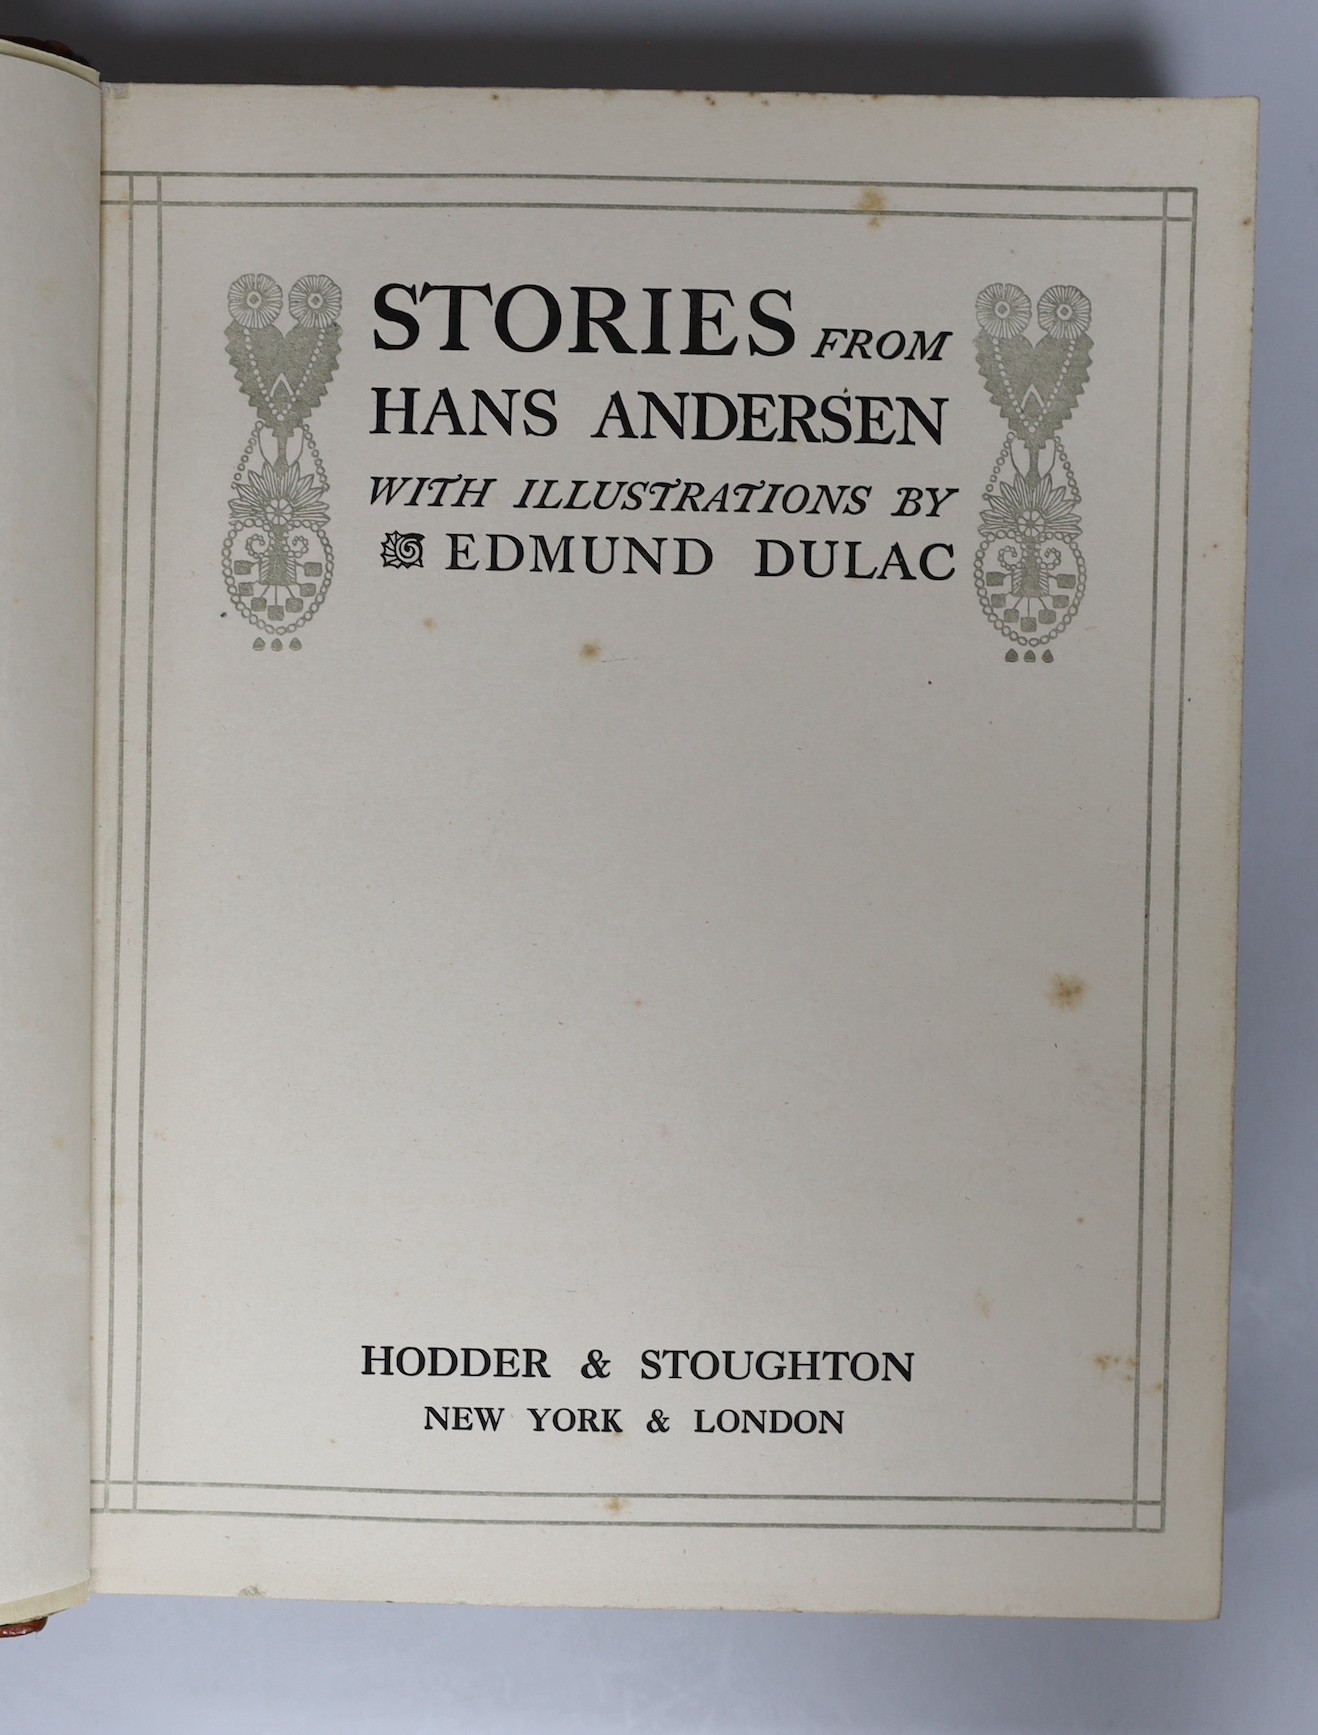 STORIES FROM
HANS ANDERSEN
WITH ILLUSTRATIONS BY
EDMUND DULAC
HODDER & STOUGHTON
NEW YORK & LONDON